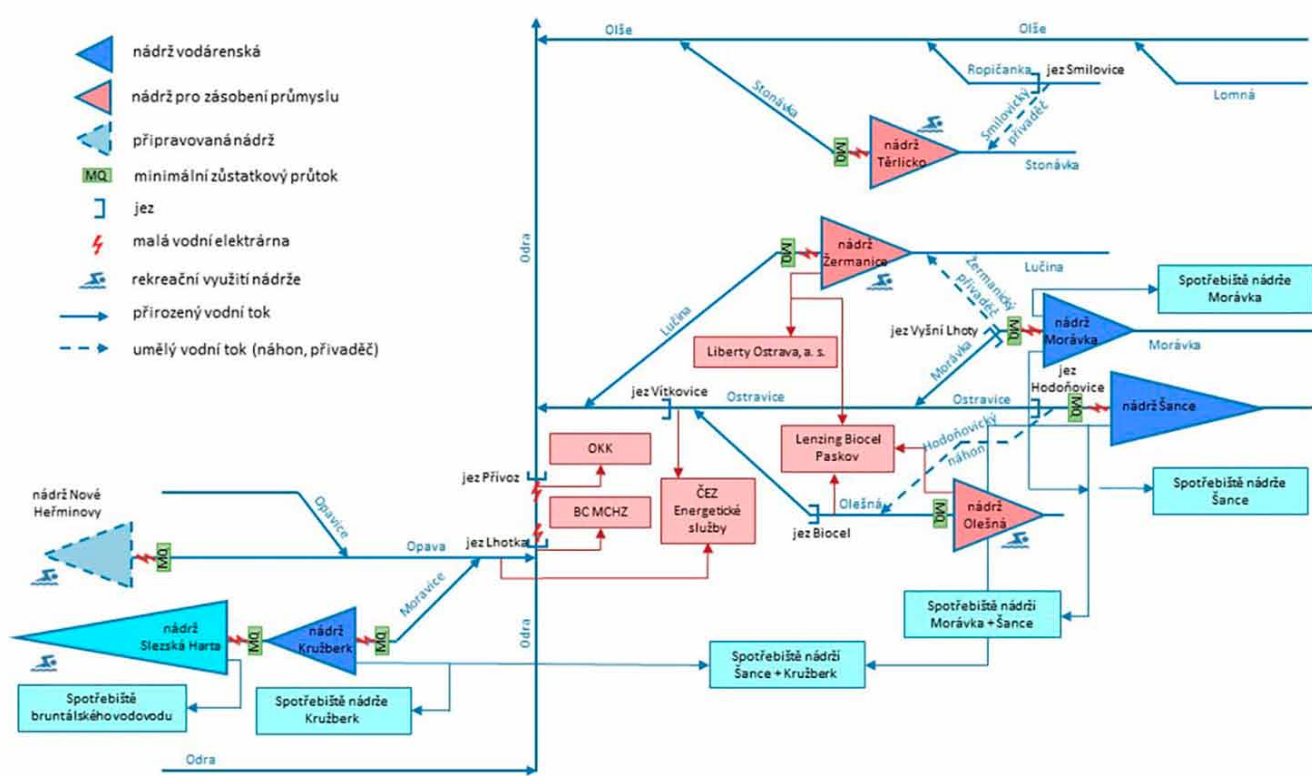 nádrž vodárenská
nádrž pro zásobení průmyslu
připravovaná nádrž
MQ
minimální zůstatkový průtok
jez
malá vodní elektrárna
rekreační využití nádrže
přirozený vodní tok
umělý vodní tok (náhon, přivaděč)
Olše
Olše
Ropičanka
jez Smilovice
Lomná
Stonávka
Smilovický
přivaděč
MQ
nádrž
Těrlicko
Stonávka
Odra
MQ
nádrž
Žermanice
Lučina
Žermanický
přivaděč
Spotřebiště nádrže
Morávka
Lučina
jez Vyšní Lhoty
MQ
nádrž
Morávka
Morávka
Liberty Ostrava, a. s.
Morávka
jez
Hodoňovice
jez Vítkovice
Ostravice
Ostravice
MQ
nádrž Šance
Hodoňovický
náhon
OKK
Lenzing Biocel
Paskov
jez Přívoz
nádrž Nové
Heřminovy
Opavice
BC MCHZ
ČEZ
Energetické
služby
Olešná
MQ
nádrž
Olešná
Spotřebiště nádrže
Šance
jez Biocel
jez Lhotka
Opava
MQ
Moravice
Spotřebiště nádrží
Morávka + Šance
nádrž
Slezská Harta
MQ
nádrž
Kružberk
MQ
Odra
Spotřebiště nádrží
Šance + Kružberk
Spotřebiště
bruntálského vodovodu
Spotřebiště nádrže
Kružberk
Odra